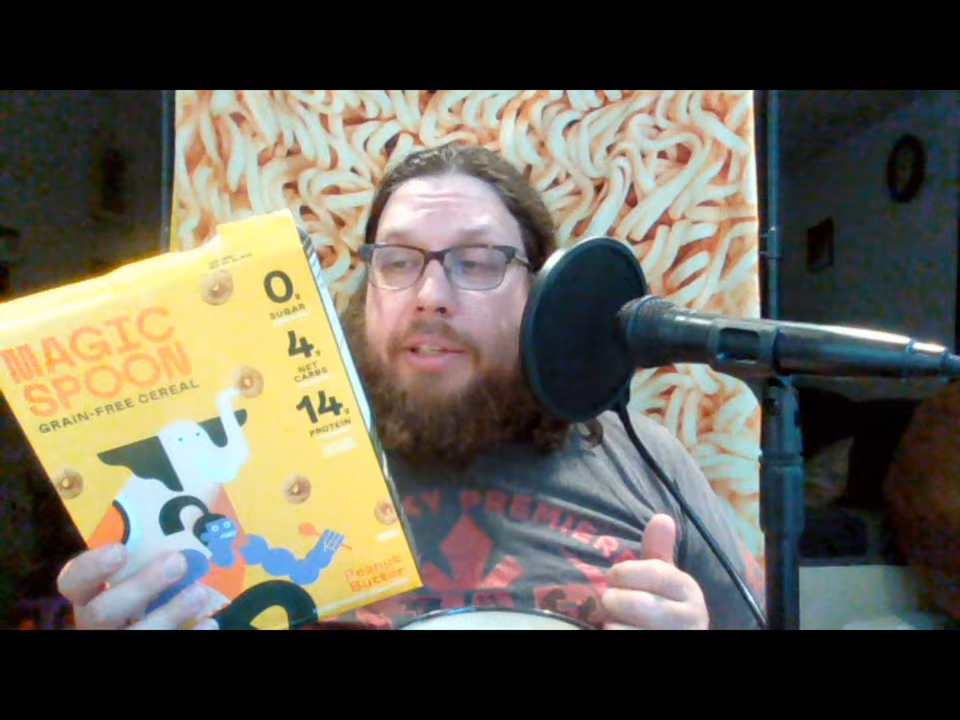 MAGIC
SPOON
GRAIN-FREE CEREAL
0g
SUGAR
4g
NET
CARBS
14g
PROTEIN
Peanut
Butter
PREMIER